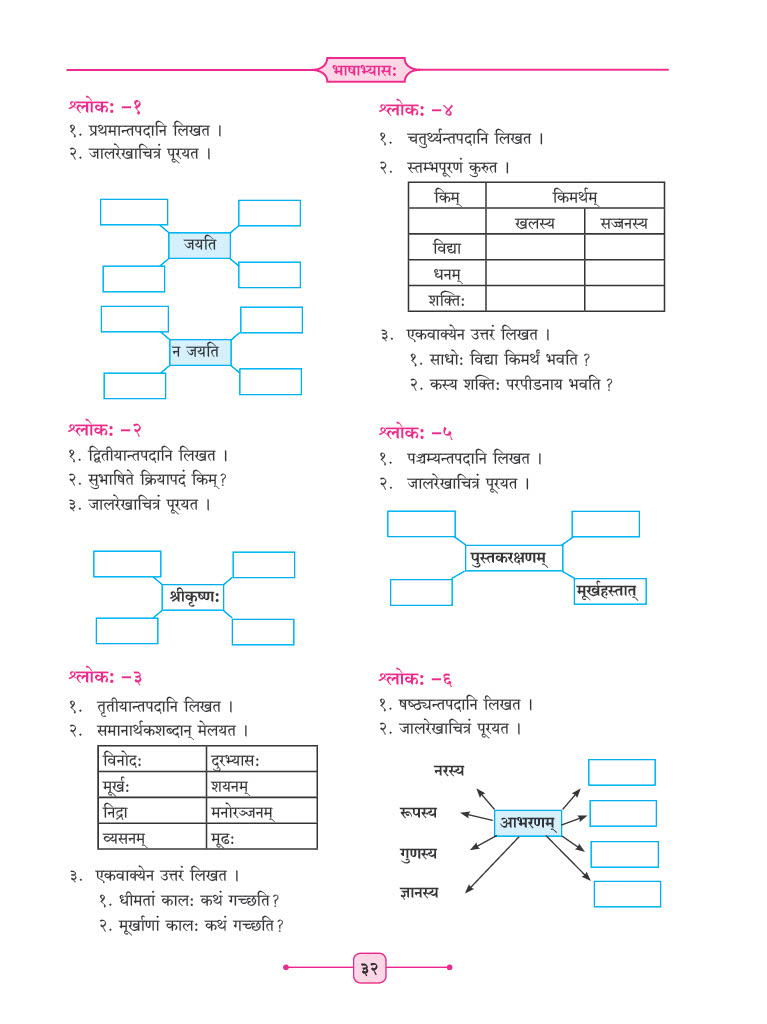 भाषाभ्यास:
श्लोक: –१
१. प्रथमान्तपदानि लिखत ।
२. जालरेखाचित्रं पूरयत ।
जयति
न जयति
श्लोक: –२
१. द्वितीयान्तपदानि लिखत ।
२. सुभाषिते क्रियापदं किम्?
३. जालरेखाचित्रं पूरयत ।
श्रीकृष्ण:
श्लोक: –३
१. तृतीयान्तपदानि लिखत ।
२. समानार्थकशब्दान् मेलयत ।
विनोद: दुरभ्यास:
मूर्ख: शयनम्
निद्रा मनोरञ्जनम्
व्यसनम् मूढ:
३. एकवाक्येन उत्तरं लिखत ।
१. धीमतां काल: कथं गच्छति?
२. मूर्खाणां काल: कथं गच्छति?
श्लोक: –४
१. चतुर्थ्यन्तपदानि लिखत ।
२. स्तम्भपूरणं कुरुत ।
किम् किमर्थम्
खलस्य सज्जनस्य
विद्या
धनम्
शक्ति:
३. एकवाक्येन उत्तरं लिखत ।
१. साधो: विद्या किमर्थं भवति ?
२. कस्य शक्ति: परपीडनाय भवति ?
श्लोक: –५
१. पञ्चम्यन्तपदानि लिखत ।
२. जालरेखाचित्रं पूरयत ।
पुस्तकरक्षणम्
मूर्खहस्तात्
श्लोक: –६
१. षष्ठ्यन्तपदानि लिखत ।
२. जालरेखाचित्रं पूरयत ।
नरस्य
रूपस्य
आभरणम्
गुणस्य
ज्ञानस्य
३२